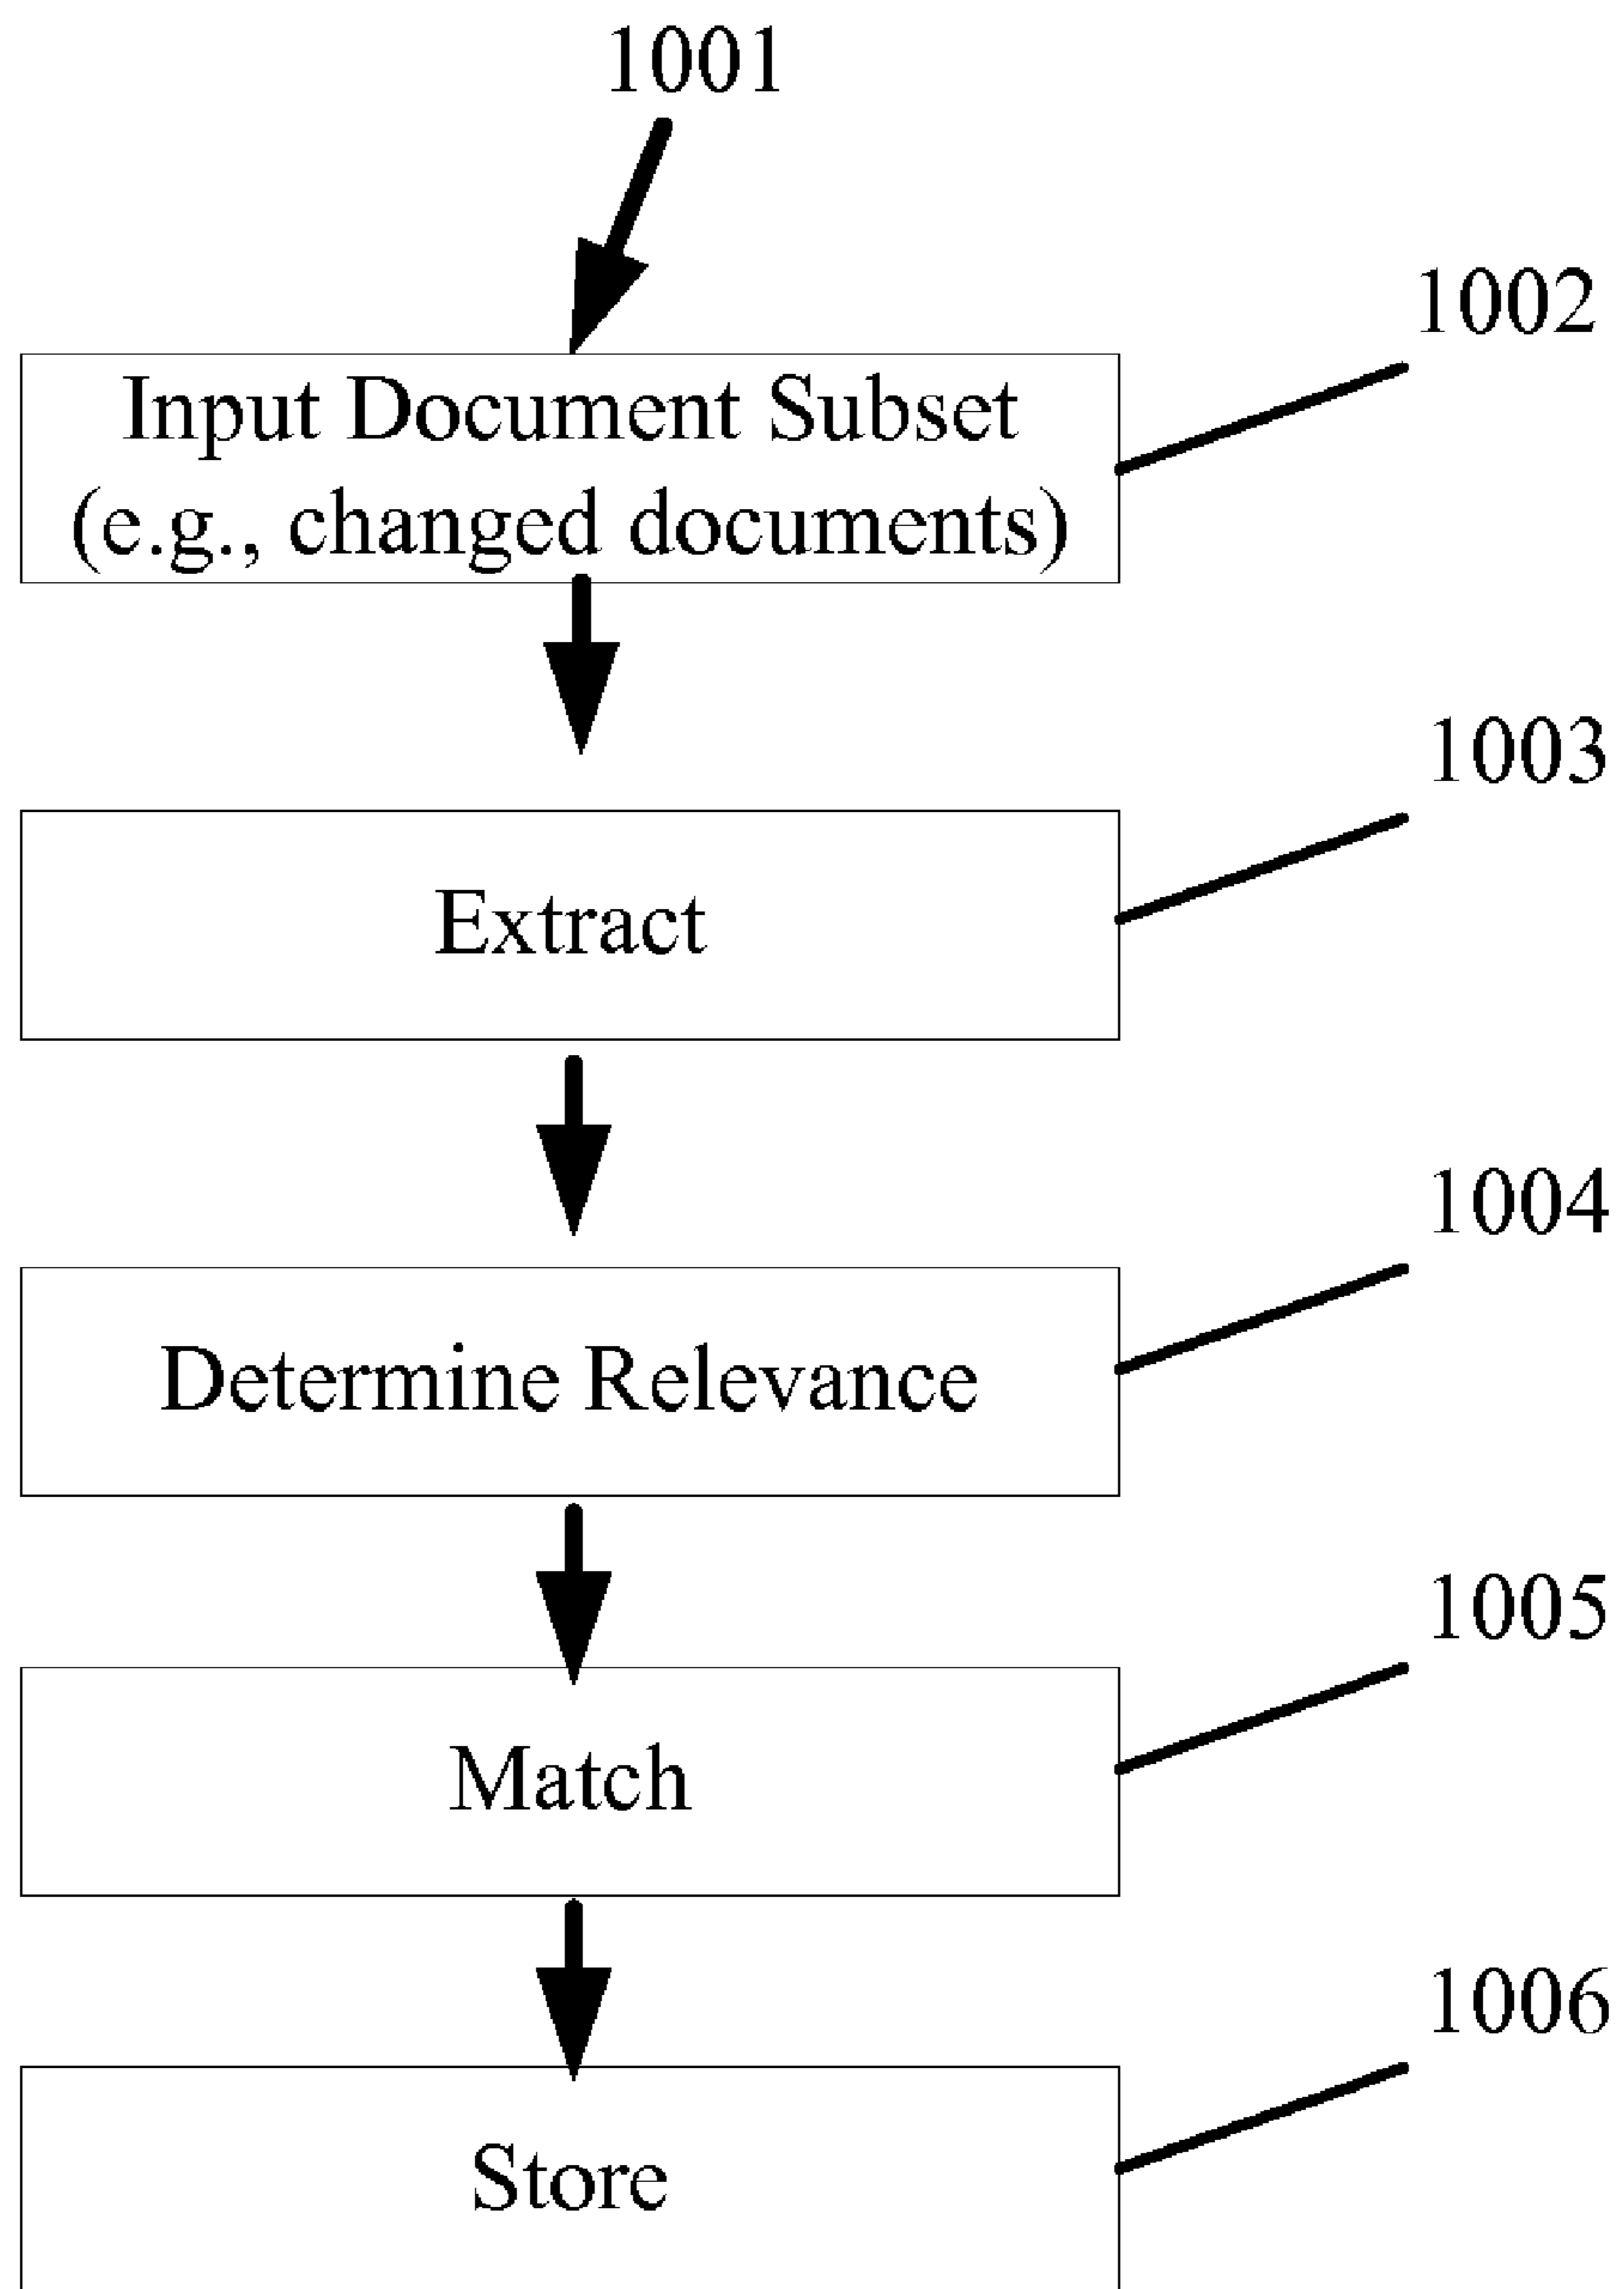 1001
1002
Input Document Subset
(e.g., changed documents)
1003
Extract
1004
Determine Relevance
1005
Match
1006
Store